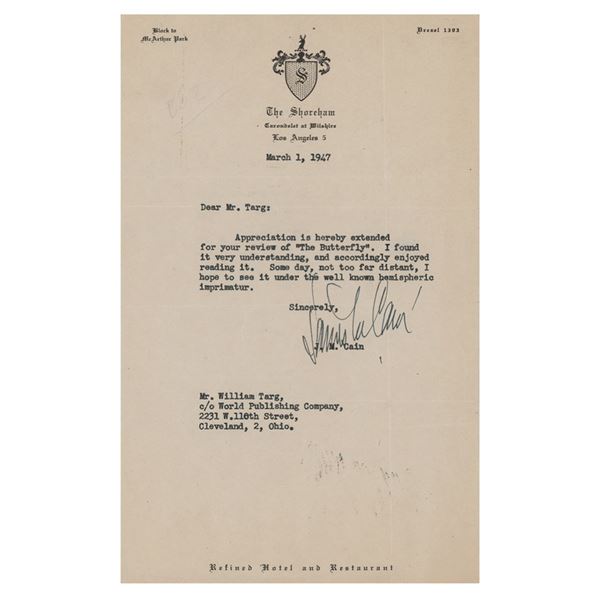 Block to
McArthur Park
Drexel 1393
S
The Shoreham
Carondelet at Wilshire
Los Angeles 5
March 1, 1947
Dear Mr. Targ:
Appreciation is hereby extended
for your review of "The Butterfly". I found
it very understanding, and accordingly enjoyed
reading it. Some day, not too far distant, I
hope to see it under the well known hemispheric
imprimatur.
Sincerely,
James M. Cain
J. M. Cain
Mr. William Targ,
c/o World Publishing Company,
2231 W.110th Street,
Cleveland, 2, Ohio.
Refined Hotel and Restaurant